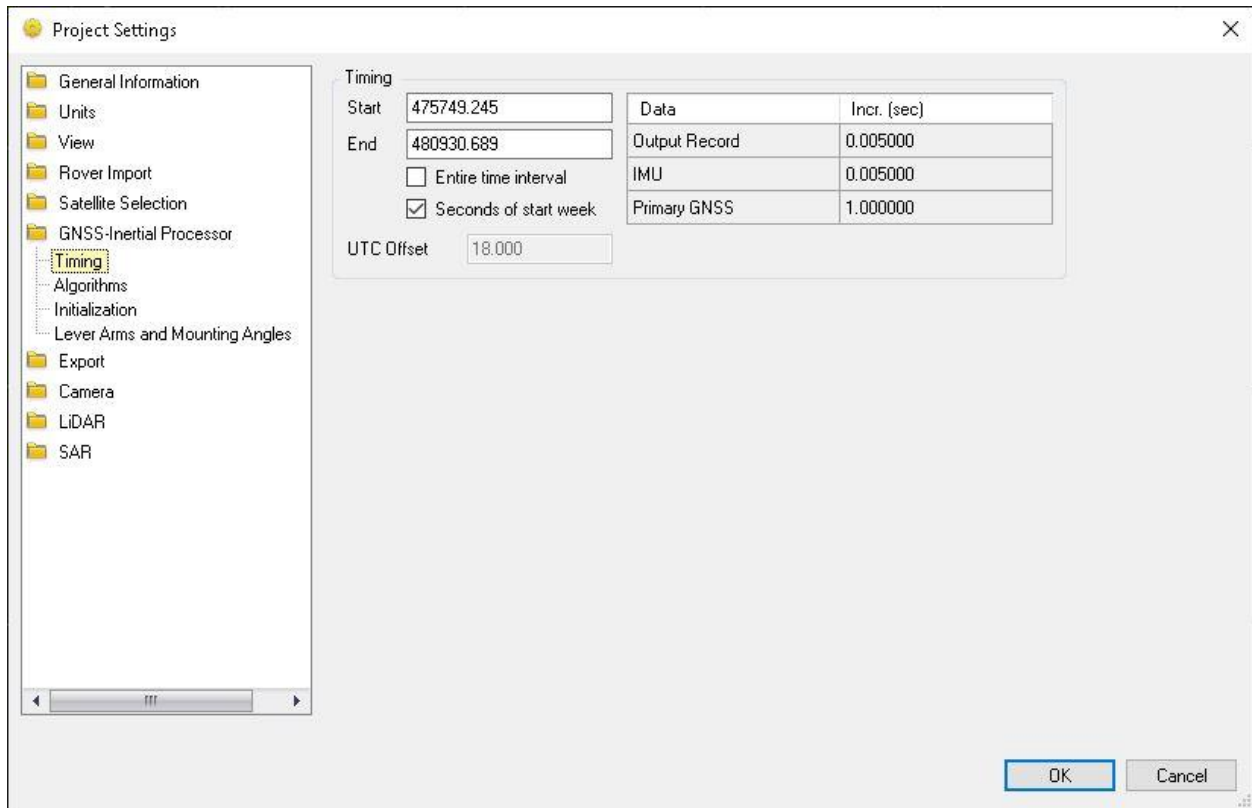 Project Settings
General Information
Units
View
Rover Import
Satellite Selection
GNSS-Inertial Processor
Timing
Algorithms
Initialization
Lever Arms and Mounting Angles
Export
Camera
LiDAR
SAR
Timing
Start 475749.245
End 480930.689
Entire time interval
Seconds of start week
UTC Offset 18.000
Data Incr. (sec)
Output Record 0.005000
IMU 0.005000
Primary GNSS 1.000000
OK Cancel